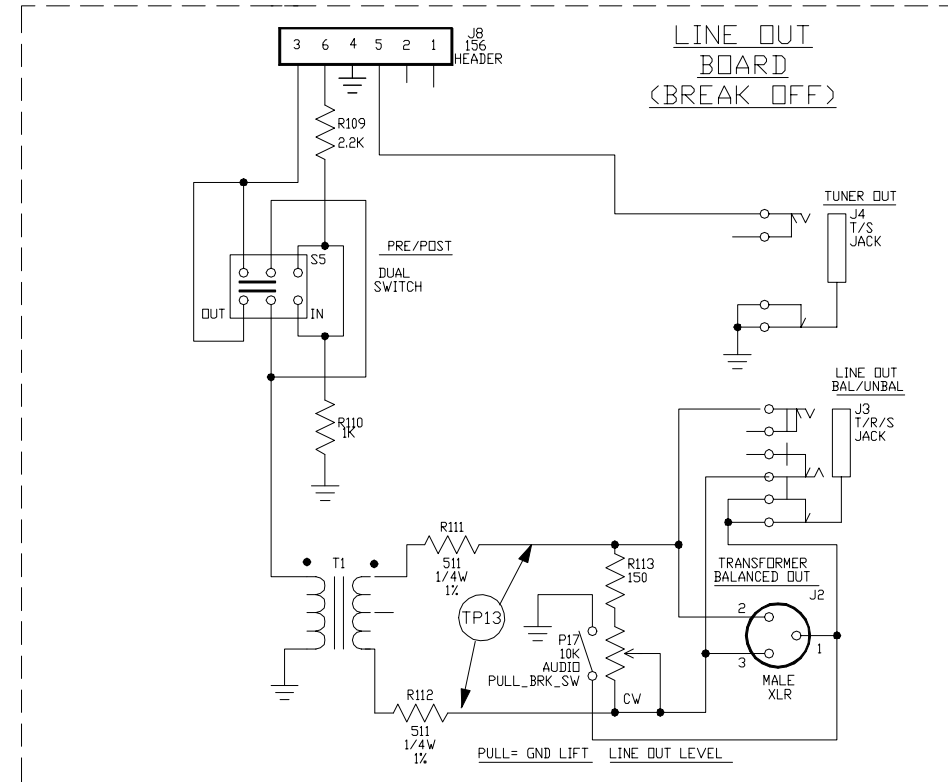 J8
156
HEADER
3 6 4 5 2 1
LINE OUT
BOARD
(BREAK OFF)
R109
2.2K
TUNER OUT
J4
T/S
JACK
PRE/POST
S5
DUAL
SWITCH
OUT
IN
LINE OUT
BAL/UNBAL
J3
T/R/S
JACK
R110
1K
R111
511
1/4W
1%
T1
TP13
R113
150
TRANSFORMER
BALANCED OUT
J2
2
1
3
MALE
XLR
P17
10K
AUDIO
PULL_BRK_SW
CW
R112
511
1/4W
1%
PULL= GND LIFT
LINE OUT LEVEL